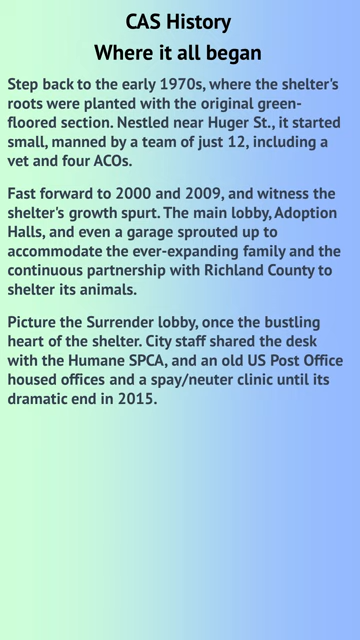 CAS History
Where it all began
Step back to the early 1970s, where the shelter's
roots were planted with the original green-
floored section. Nestled near Huger St., it started
small, manned by a team of just 12, including a
vet and four ACOs.
Fast forward to 2000 and 2009, and witness the
shelter's growth spurt. The main lobby, Adoption
Halls, and even a garage sprouted up to
accommodate the ever-expanding family and the
continuous partnership with Richland County to
shelter its animals.
Picture the Surrender lobby, once the bustling
heart of the shelter. City staff shared the desk
with the Humane SPCA, and an old US Post Office
housed offices and a spay/neuter clinic until its
dramatic end in 2015.